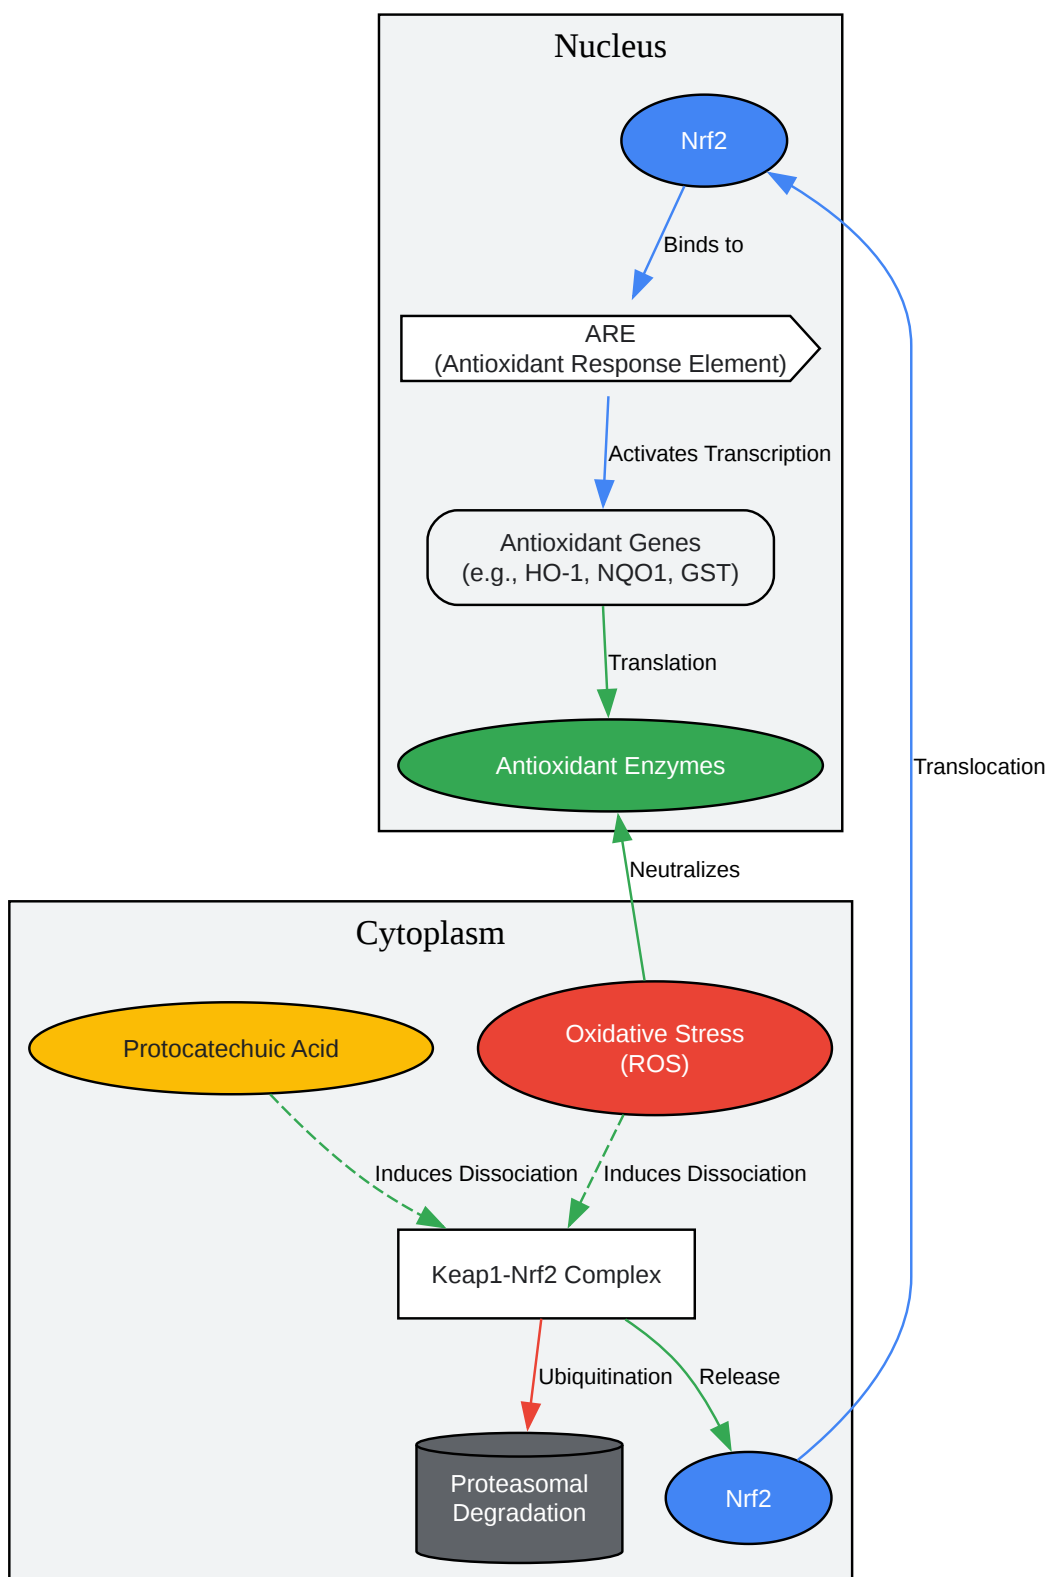 Nucleus
Nrf2
Binds to
ARE
(Antioxidant Response Element)
Activates Transcription
Antioxidant Genes
(e.g., HO-1, NQO1, GST)
Translation
Antioxidant Enzymes
Translocation
Neutralizes
Cytoplasm
Protocatechuic Acid
Oxidative Stress
(ROS)
Induces Dissociation
Induces Dissociation
Keap1-Nrf2 Complex
Ubiquitination
Release
Proteasomal
Degradation
Nrf2